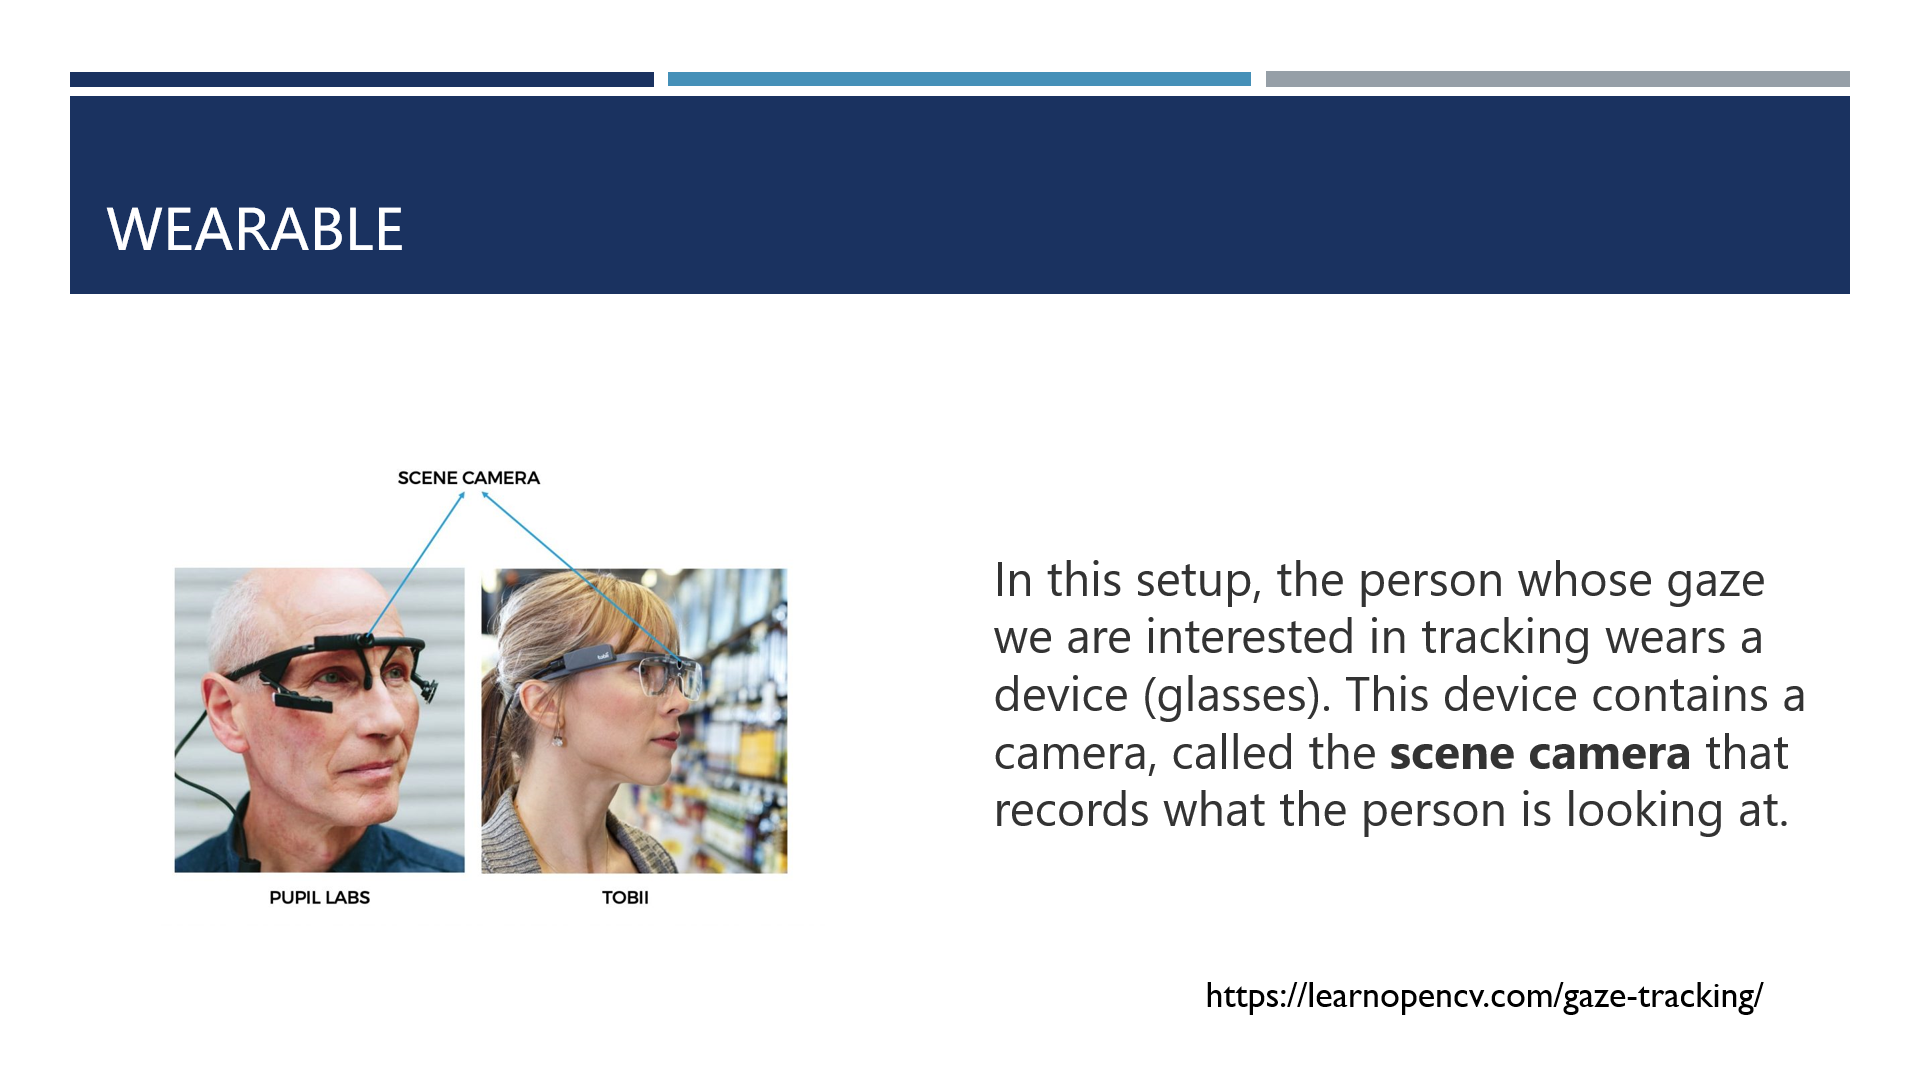 WEARABLE
SCENE CAMERA
PUPIL LABS
TOBII
In this setup, the person whose gaze
we are interested in tracking wears a
device (glasses). This device contains a
camera, called the scene camera that
records what the person is looking at.
https://learnopencv.com/gaze-tracking/